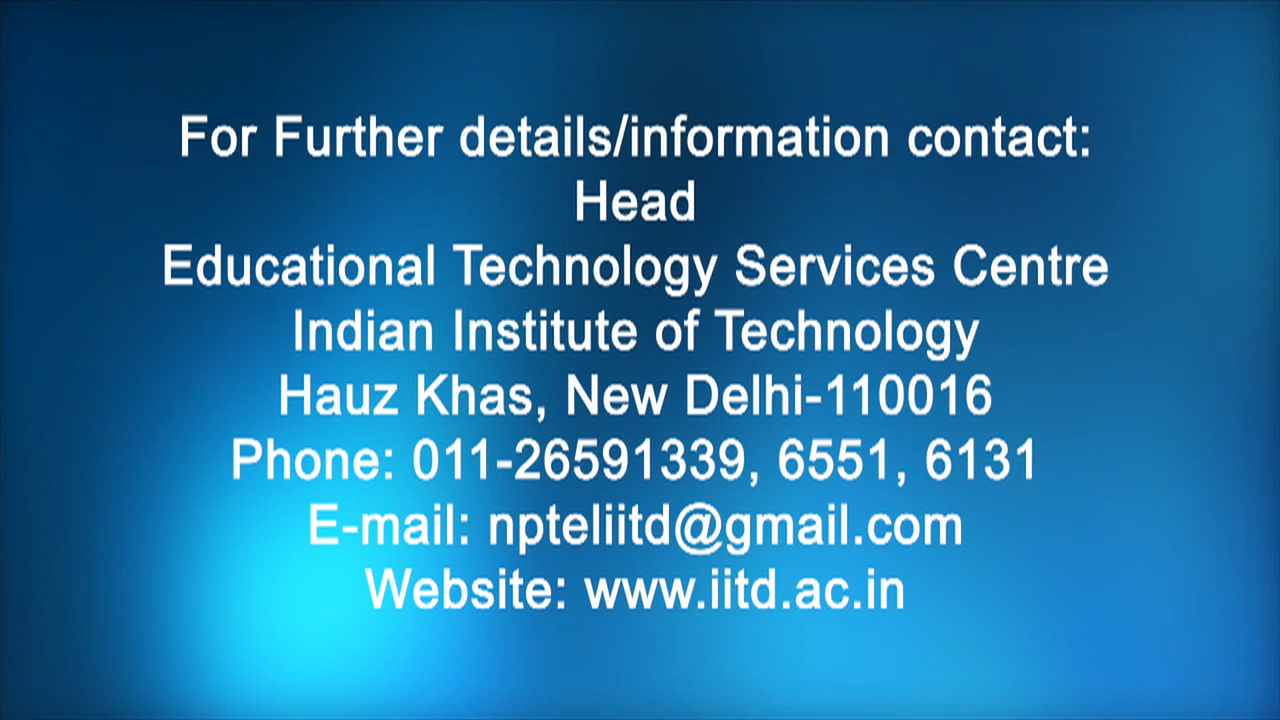 For Further details/information contact:
Head
Educational Technology Services Centre
Indian Institute of Technology
Hauz Khas, New Delhi-110016
Phone: 011-26591339, 6551, 6131
E-mail: npteliitd@gmail.com
Website: www.iitd.ac.in